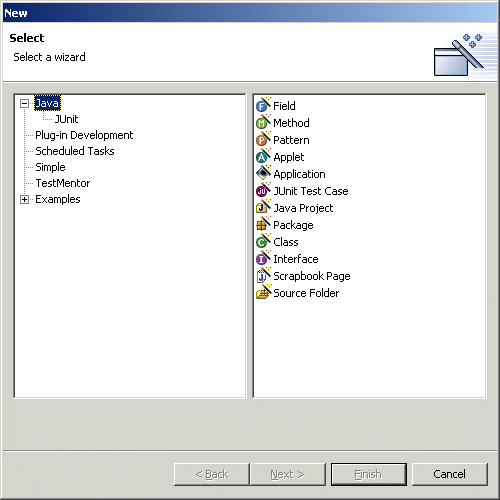 New
Select
Select a wizard
Java
JUnit
Plug-in Development
Scheduled Tasks
Simple
TestMentor
Examples
Field
Method
Pattern
Applet
Application
JUnit Test Case
Java Project
Package
Class
Interface
Scrapbook Page
Source Folder
< Back
Next >
Finish
Cancel